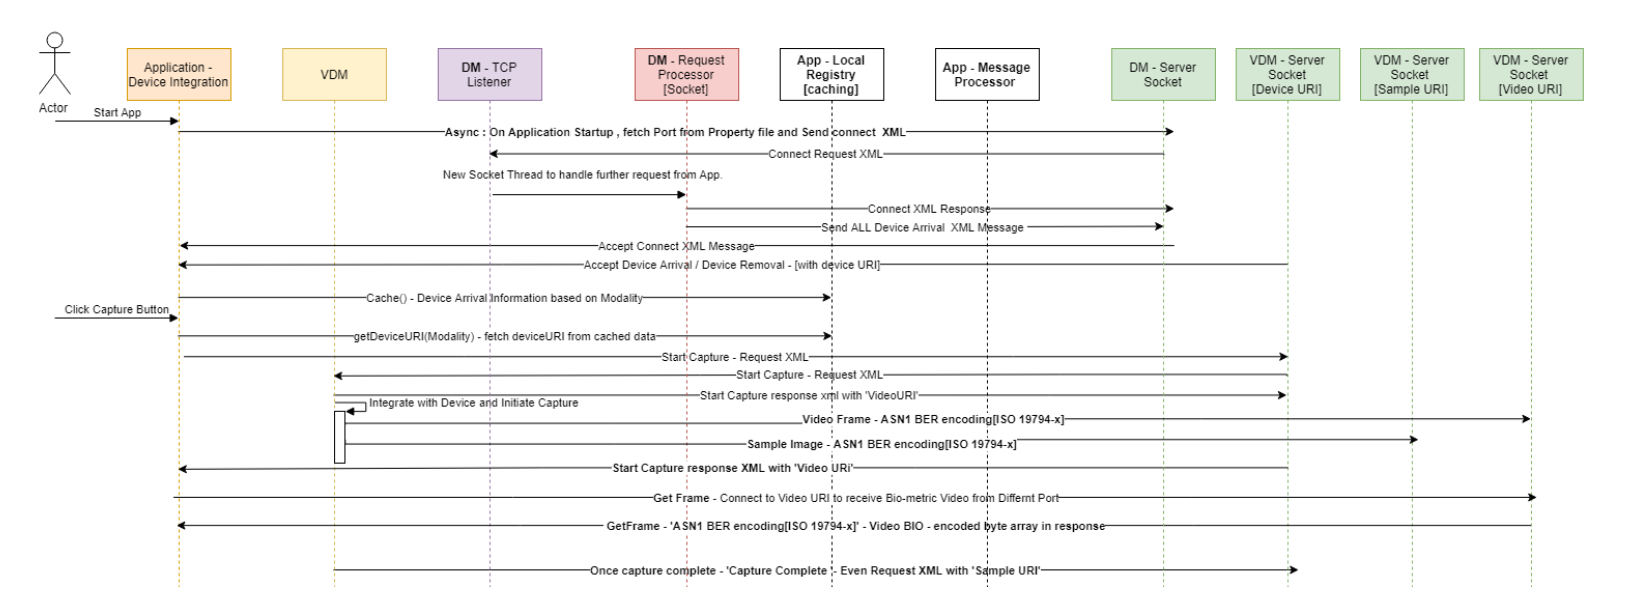 Application -
Device Integration
VDM
DM - TCP
Listener
DM - Request
Processor
[Socket]
App - Local
Registry
[caching]
App - Message
Processor
DM - Server
Socket
VDM - Server
Socket
[Device URI]
VDM - Server
Socket
[Sample URI]
VDM - Server
Socket
[Video URI]
Actor
Start App
Async : On Application Startup , fetch Port from Property file and Send connect XML
Connect Request XML
New Socket Thread to handle further request from App.
Connect XML Response
Send ALL Device Arrival XML Message
Accept Connect XML Message
Accept Device Arrival / Device Removal - [with device URI]
Cache() - Device Arrival Information based on Modality
Click Capture Button
getDeviceURI(Modality) - fetch deviceURI from cached data
Start Capture - Request XML
Start Capture - Request XML
Start Capture response xml with 'VideoURI'
Integrate with Device and Initiate Capture
Video Frame - ASN1 BER encoding[ISO 19794-x]
Sample Image - ASN1 BER encoding[ISO 19794-x]
Start Capture response XML with 'Video URi'
Get Frame - Connect to Video URI to receive Bio-metric Video from Differnt Port
GetFrame - 'ASN1 BER encoding[ISO 19794-x]' - Video BIO - encoded byte array in response
Once capture complete - 'Capture Complete '- Even Request XML with 'Sample URI'